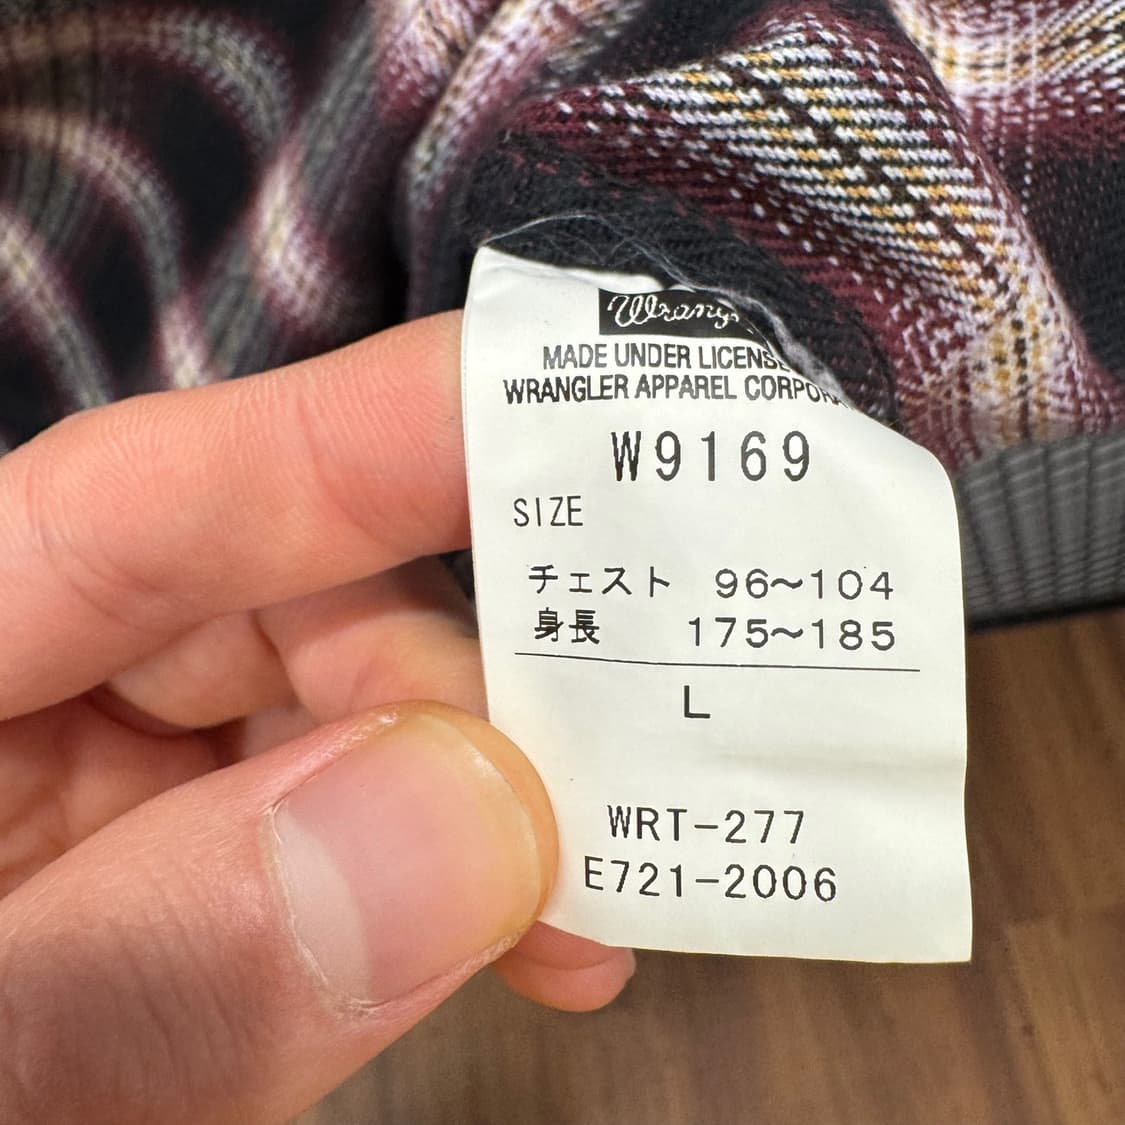 MADE UNDER LICENSE
WRANGLER APPAREL
W9169
SIZE
チェスト 96～104
身長 175～185
L
WRT-277
E721-2006